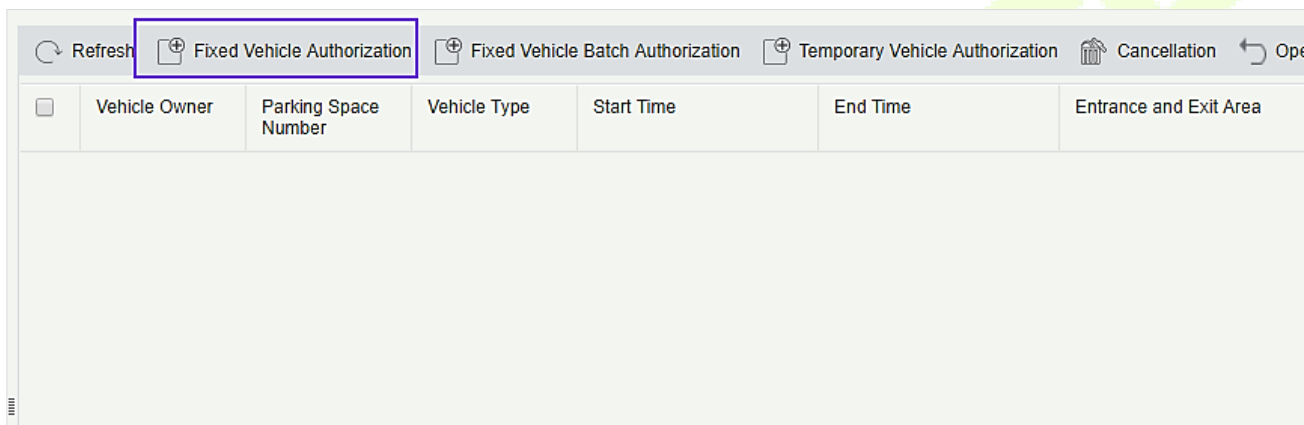 Refresh Fixed Vehicle Authorization Fixed Vehicle Batch Authorization Temporary Vehicle Authorization Cancellation Ope
Vehicle Owner Parking Space Vehicle Type Start Time End Time Entrance and Exit Area
Number